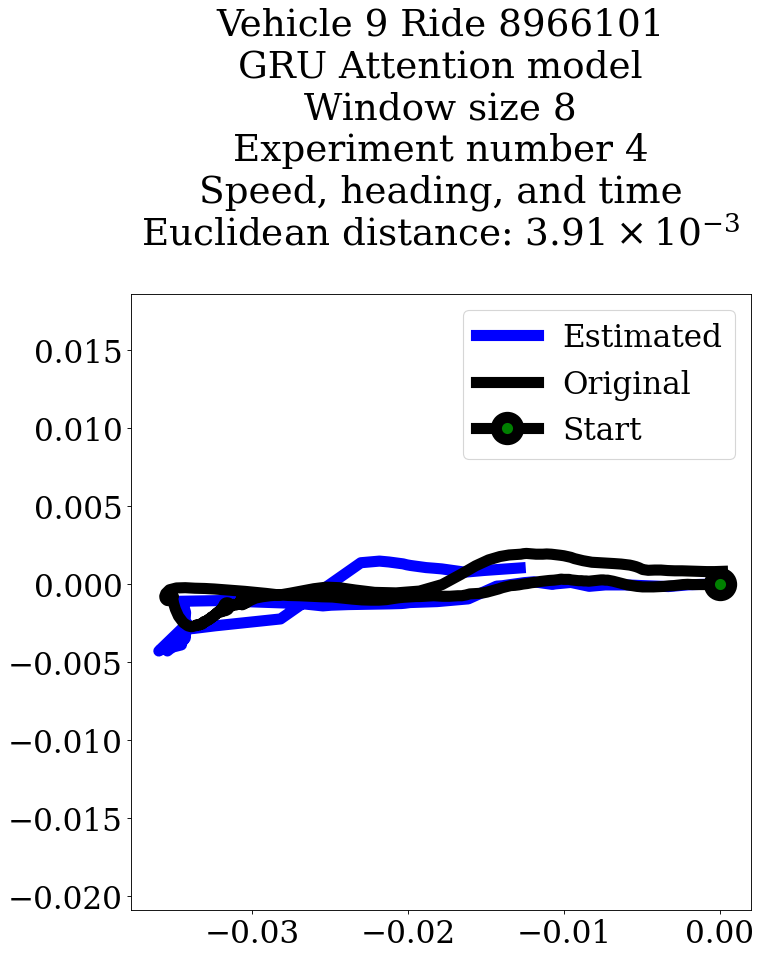 Vehicle 9 Ride 8966101
GRU Attention model
Window size 8
Experiment number 4
Speed, heading, and time
Euclidean distance: 3.91 × 10⁻³
Estimated
Original
Start
0.015
0.010
0.005
0.000
−0.005
−0.010
−0.015
−0.020
−0.03
−0.02
−0.01
0.00